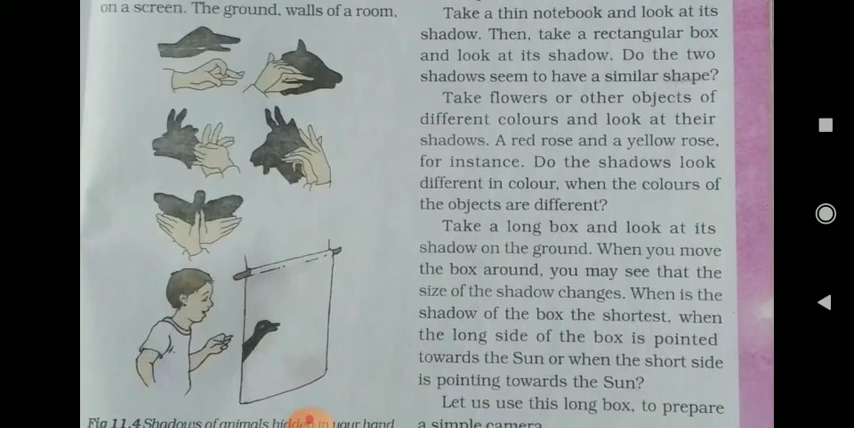 on a screen. The ground, walls of a room,
Fig 11.4 Shadows of animals hidden in your hand
Take a thin notebook and look at its
shadow. Then, take a rectangular box
and look at its shadow. Do the two
shadows seem to have a similar shape?
Take flowers or other objects of
different colours and look at their
shadows. A red rose and a yellow rose,
for instance. Do the shadows look
different in colour, when the colours of
the objects are different?
Take a long box and look at its
shadow on the ground. When you move
the box around, you may see that the
size of the shadow changes. When is the
shadow of the box the shortest, when
the long side of the box is pointed
towards the Sun or when the short side
is pointing towards the Sun?
Let us use this long box, to prepare
a simple camera